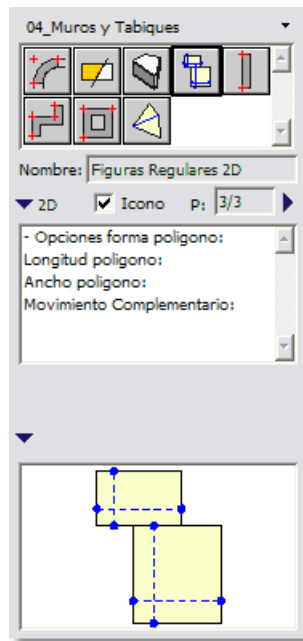 04_Muros y Tabiques
Nombre: Figuras Regulares 2D
2D Icono P: 3/3
- Opciones forma poligono:
Longitud poligono:
Ancho poligono:
Movimiento Complementario: